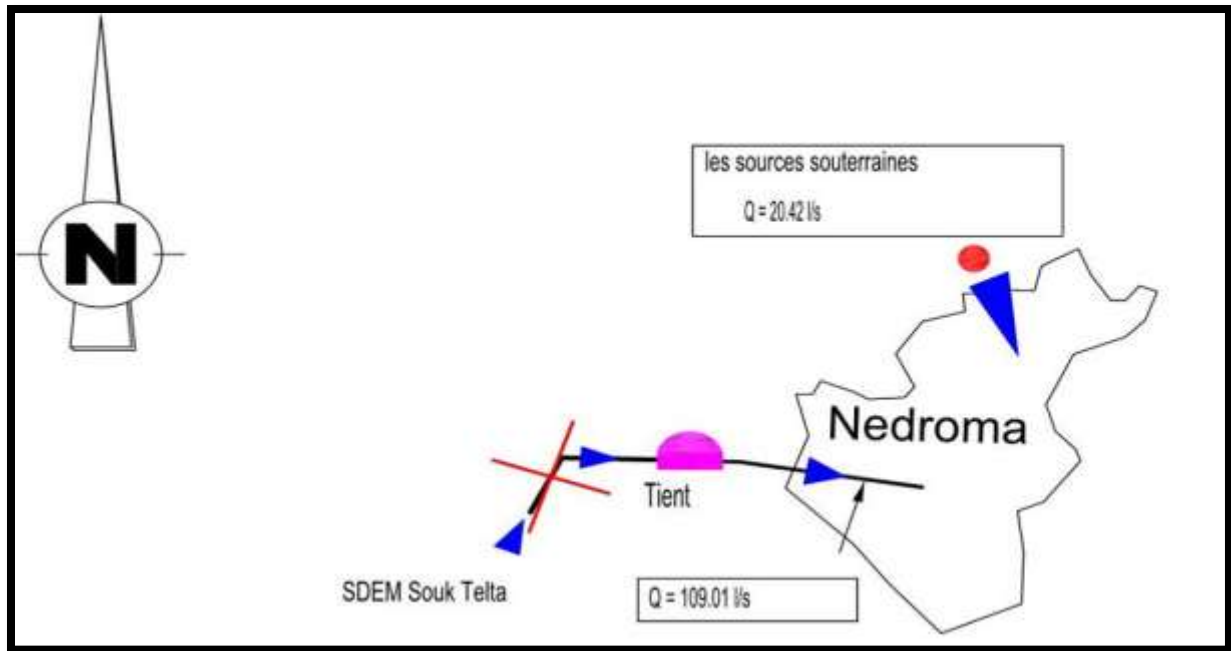 N
les sources souterraines
Q = 20.42 l/s
Nedroma
Tient
SDEM Souk Telta
Q = 109.01 l/s